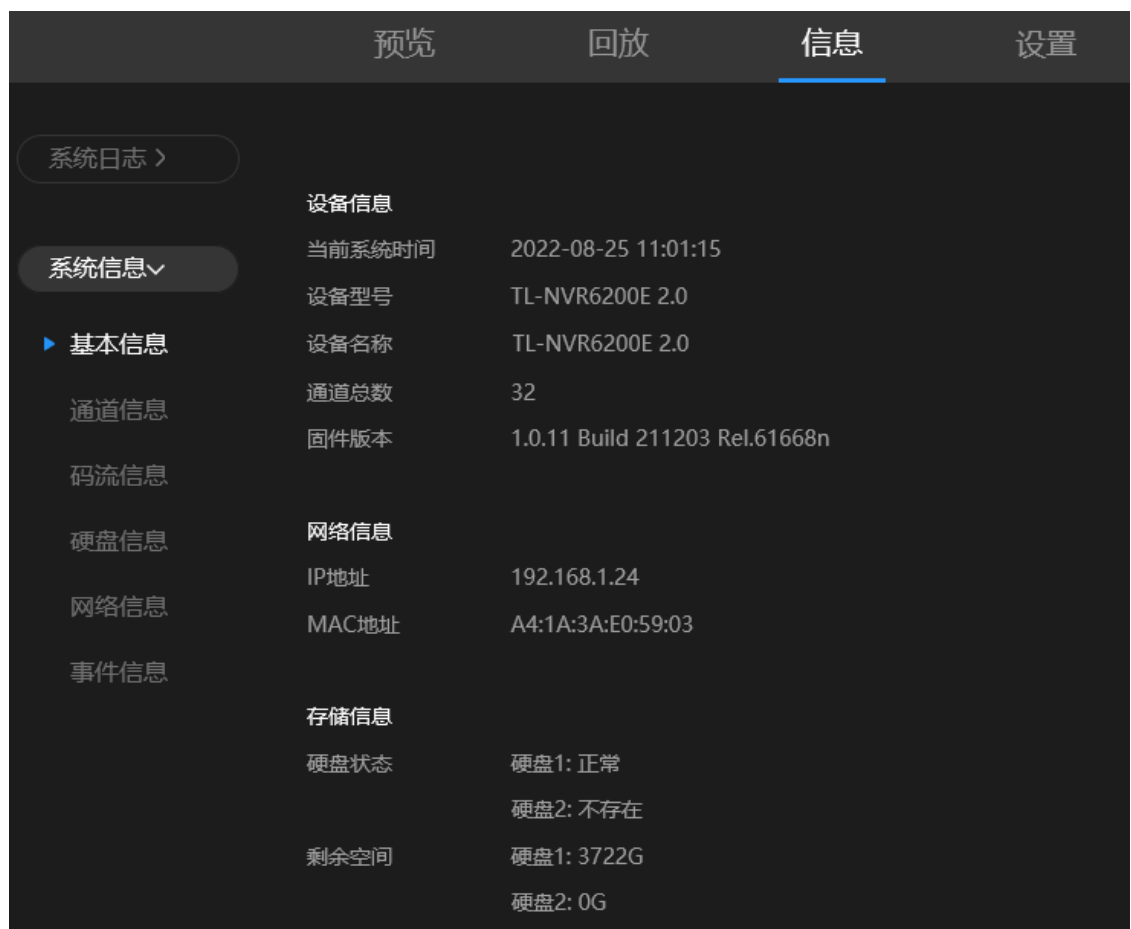 预览 回放 信息 设置
系统日志 >
系统信息
基本信息
通道信息
码流信息
硬盘信息
网络信息
事件信息
设备信息
当前系统时间 2022-08-25 11:01:15
设备型号 TL-NVR6200E 2.0
设备名称 TL-NVR6200E 2.0
通道总数 32
固件版本 1.0.11 Build 211203 Rel.61668n
网络信息
IP地址 192.168.1.24
MAC地址 A4:1A:3A:E0:59:03
存储信息
硬盘状态 硬盘1: 正常
硬盘2: 不存在
剩余空间 硬盘1: 3722G
硬盘2: 0G